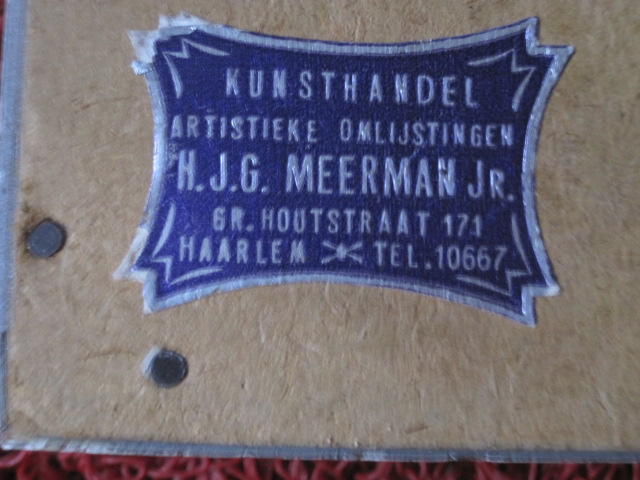 KUNSTHANDEL
ARTISTIEKE OMLIJSTINGEN
H.J.G. MEERMAN JR.
GR. HOUTSTRAAT 171
HAARLEM TEL. 10667